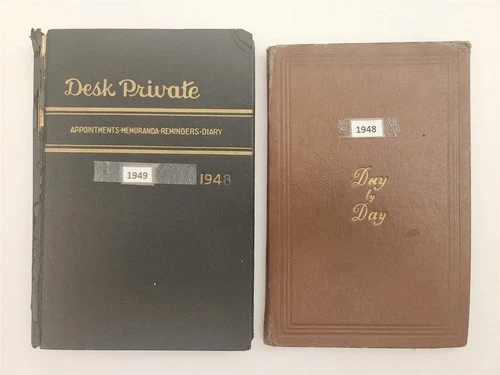 Desk Private
APPOINTMENTS-MEMORANDA-REMINDERS-DIARY
1949 1948
1948
Day
by
Day